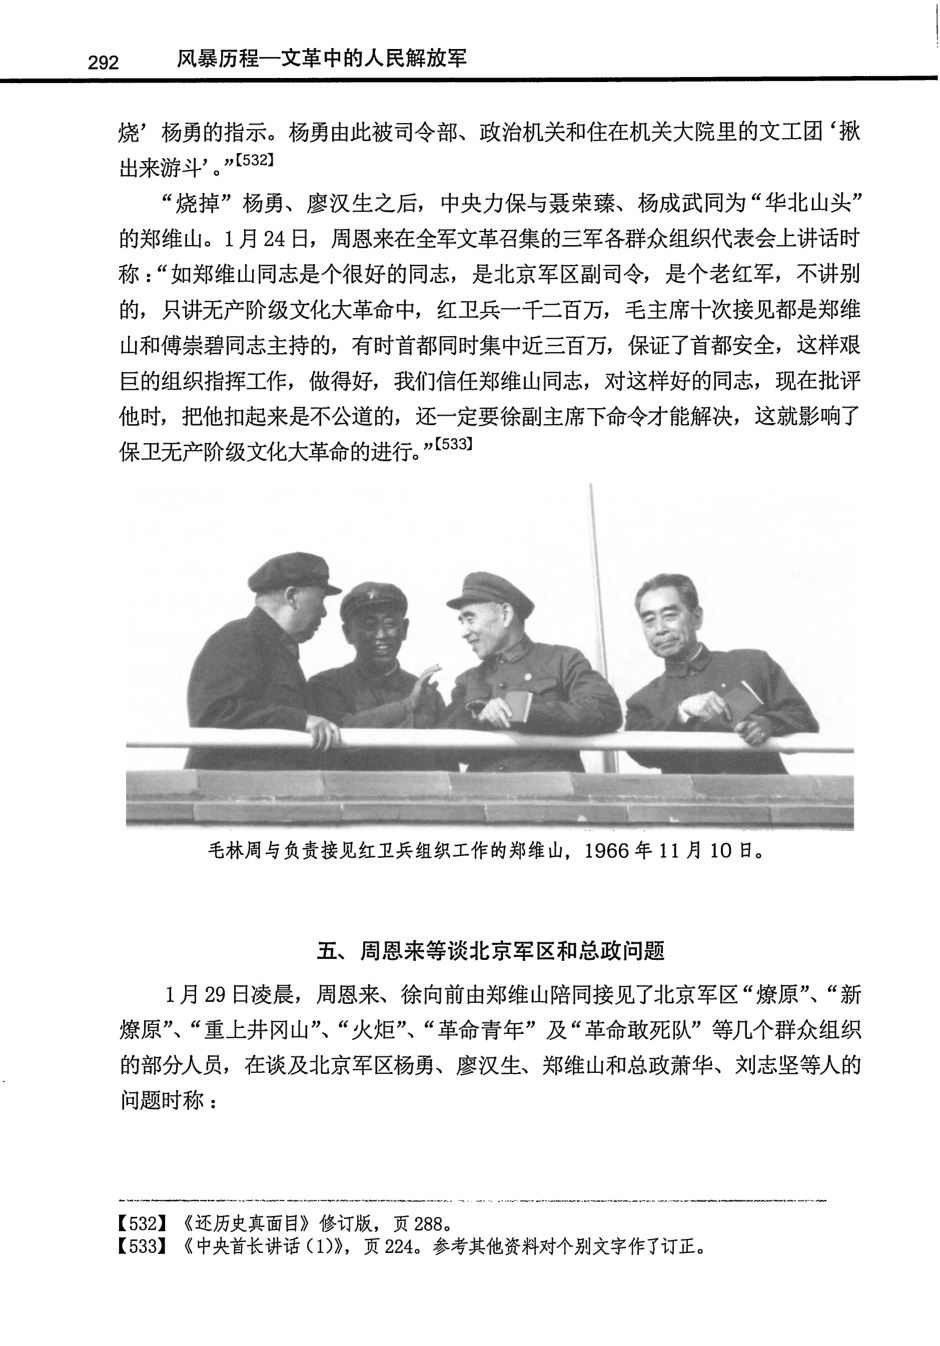 292 风暴历程—文革中的人民解放军
烧’杨勇的指示。杨勇由此被司令部、政治机关和住在机关大院里的文工团‘揪
出来游斗’。”【532】
“烧掉”杨勇、廖汉生之后，中央力保与聂荣臻、杨成武同为“华北山头”
的郑维山。1月24日，周恩来在全军文革召集的三军各群众组织代表会上讲话时
称：“如郑维山同志是个很好的同志，是北京军区副司令，是个老红军，不讲别
的，只讲无产阶级文化大革命中，红卫兵一千二百万，毛主席十次接见都是郑维
山和傅崇碧同志主持的，有时首都同时集中近三百万，保证了首都安全，这样艰
巨的组织指挥工作，做得好，我们信任郑维山同志，对这样好的同志，现在批评
他时，把他扣起来是不公道的，还一定要徐副主席下命令才能解决，这就影响了
保卫无产阶级文化大革命的进行。”【533】
毛林周与负责接见红卫兵组织工作的郑维山，1966年11月10日。
五、周恩来等谈北京军区和总政问题
1月29日凌晨，周恩来、徐向前由郑维山陪同接见了北京军区“燎原”、“新
燎原”、“重上井冈山”、“火炬”、“革命青年”及“革命敢死队”等几个群众组织
的部分人员，在谈及北京军区杨勇、廖汉生、郑维山和总政萧华、刘志坚等人的
问题时称：
【532】《还历史真面目》修订版，页288。
【533】《中央首长讲话（1）》，页224。参考其他资料对个别文字作了订正。